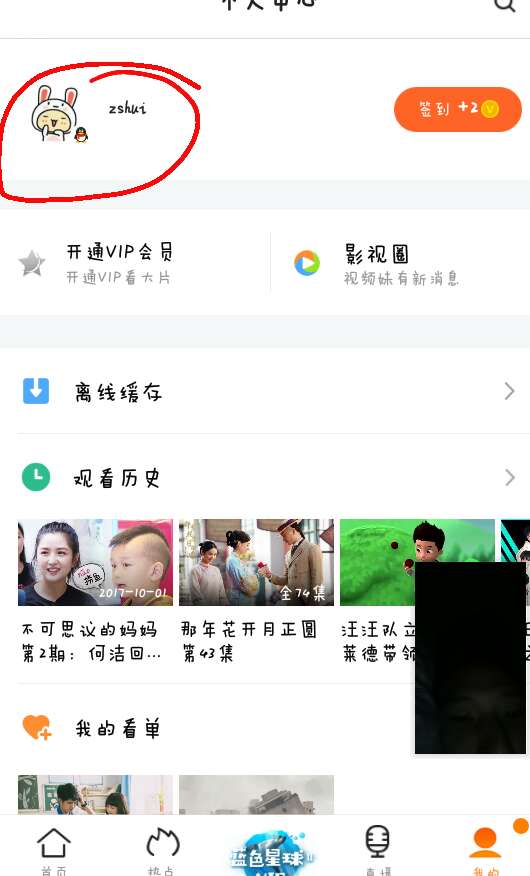 个人中心
zshui
签到 +2
开通VIP会员
开通VIP看大片
影视圈
视频妹有新消息
离线缓存
观看历史
2017-10-01
全74集
不可思议的妈妈
第2期：何洁回...
那年花开月正圆
第43集
汪汪队立
莱德带领
我的看单
首页
热点
蓝色星球II
直播
我的